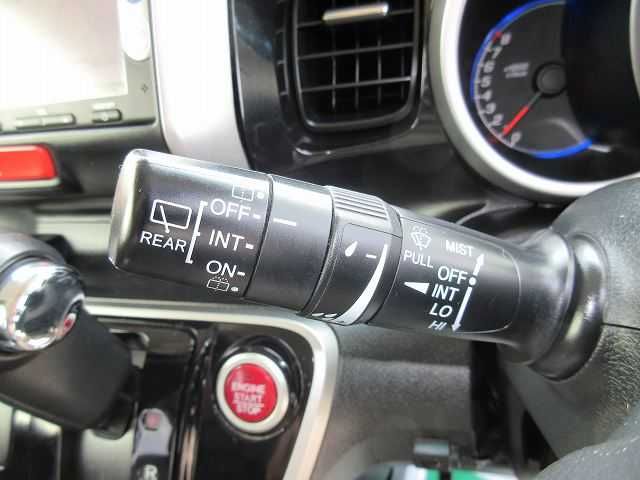 OFF
REAR
INT
ON
PULL
MIST
OFF
INT
LO
HI
ENGINE
START
STOP
R